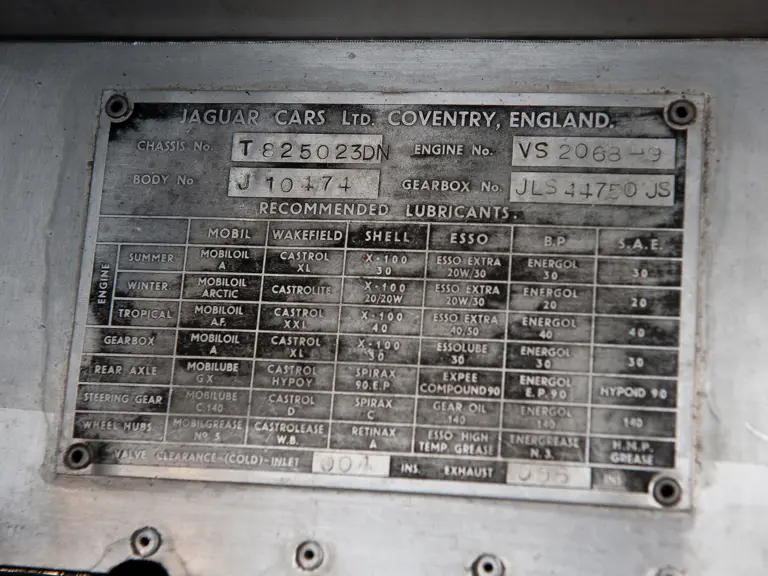 JAGUAR CARS LTD. COVENTRY, ENGLAND.
CHASSIS No. T 825023DN ENGINE No. VS 2068-9
BODY No J 10474 GEARBOX No. JLS 44750 JS
RECOMMENDED LUBRICANTS.
MOBIL WAKEFIELD SHELL ESSO B.P S.A.E.
ENGINE
SUMMER MOBILOIL A CASTROL XL X-100 30 ESSO EXTRA 20W/30 ENERGOL 30 30
WINTER MOBILOIL ARCTIC CASTROLITE X-100 20/20W ESSO EXTRA 20W/30 ENERGOL 20 20
TROPICAL MOBILOIL A.F. CASTROL XXL X-100 40 ESSO EXTRA 40/50 ENERGOL 40 40
GEARBOX MOBILOIL A CASTROL XL X-100 30 ESSOLUBE 30 ENERGOL 30 30
REAR AXLE MOBILUBE GX CASTROL HYPOY SPIRAX 90.E.P EXPEE COMPOUND 90 ENERGOL E.P. 90 HYPOID 90
STEERING GEAR MOBILUBE C.140 CASTROL D SPIRAX C GEAR OIL 140 ENERGOL 140 140
WHEEL HUBS. MOBILGREASE No. 5 CASTROLEASE W.B. RETINAX A ESSO HIGH TEMP. GREASE ENERGREASE N.3. H.M.P. GREASE
VALVE CLEARANCE-(COLD)-INLET 004 INS. EXHAUST INS.